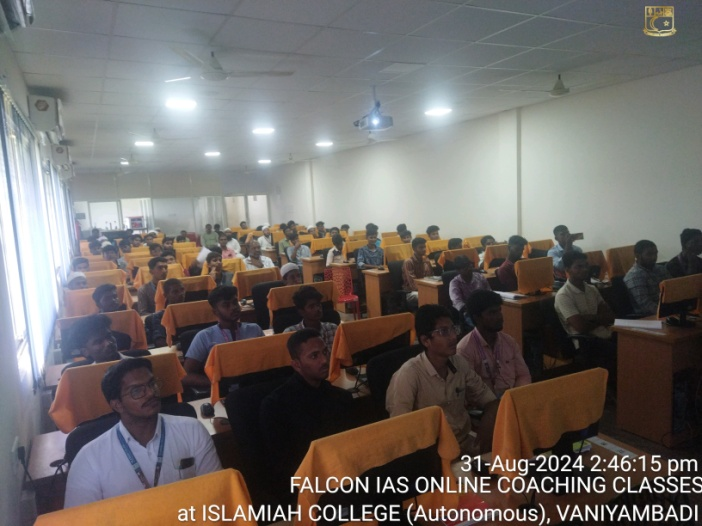 31-Aug-2024 2:46:15 pm
FALCON IAS ONLINE COACHING CLASSES
at ISLAMIAH COLLEGE (Autonomous), VANIYAMBADI